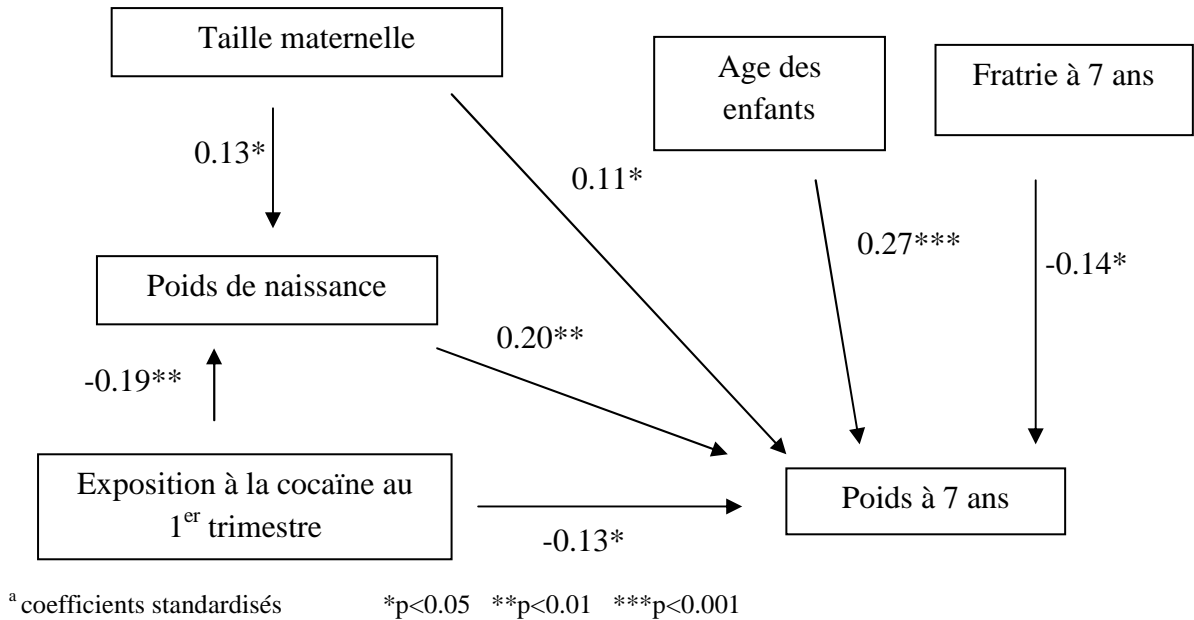 Taille maternelle
Age des
enfants
Fratrie à 7 ans
0.13*
0.11*
0.27***
-0.14*
Poids de naissance
0.20**
-0.19**
Exposition à la cocaïne au
1er trimestre
Poids à 7 ans
-0.13*
a coefficients standardisés *p<0.05 **p<0.01 ***p<0.001